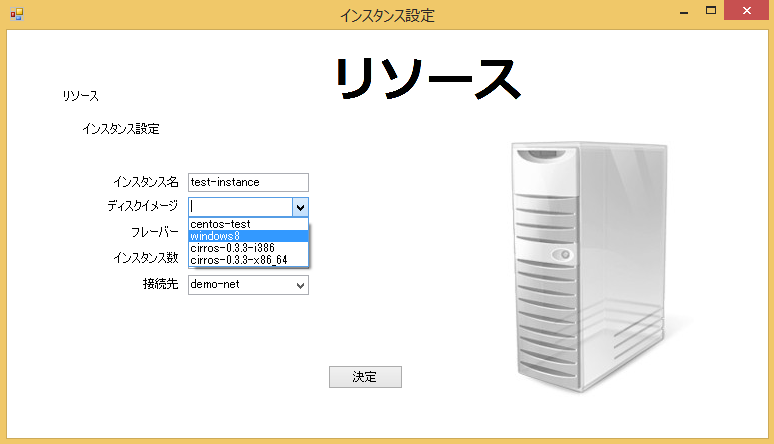 インスタンス設定
リソース
リソース
インスタンス設定
インスタンス名 test-instance
ディスクイメージ
centos-test
フレーバー windows8
cirros-0.3.3-i386
インスタンス数 cirros-0.3.3-x86_64
接続先 demo-net
決定